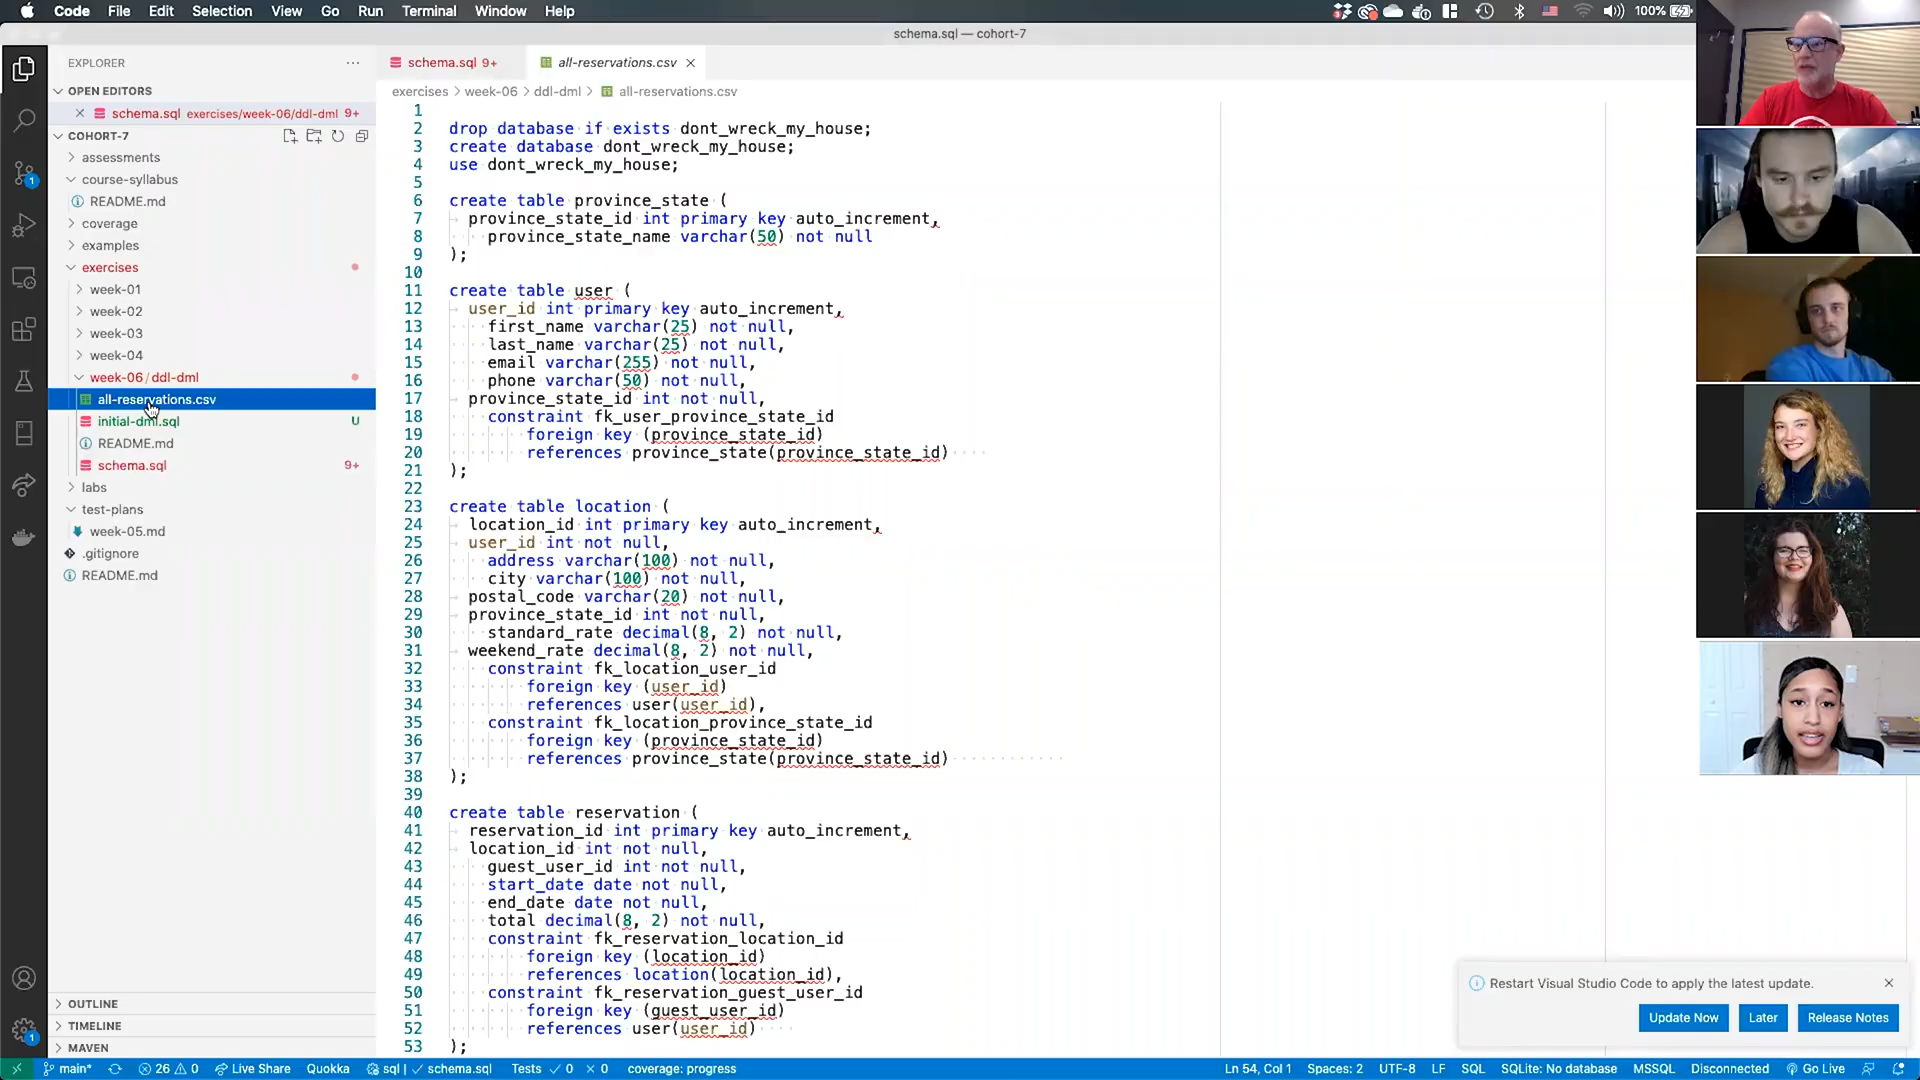 Code File Edit Selection View Go Run Terminal Window Help
100%
schema.sql — cohort-7
EXPLORER
OPEN EDITORS
schema.sql exercises/week-06/ddl-dml 9+
COHORT-7
assessments
course-syllabus
README.md
coverage
examples
exercises
week-01
week-02
week-03
week-04
week-06 / ddl-dml
all-reservations.csv
initial-dml.sql U
README.md
schema.sql 9+
labs
test-plans
week-05.md
.gitignore
README.md
OUTLINE
TIMELINE
MAVEN
1
1
schema.sql 9+
all-reservations.csv
exercises > week-06 > ddl-dml > all-reservations.csv
1
2 drop database if exists dont_wreck_my_house;
3 create database dont_wreck_my_house;
4 use dont_wreck_my_house;
5
6 create table province_state (
7 province_state_id int primary key auto_increment,
8 province_state_name varchar(50) not null
9 );
10
11 create table user (
12 user_id int primary key auto_increment,
13 first_name varchar(25) not null,
14 last_name varchar(25) not null,
15 email varchar(255) not null,
16 phone varchar(50) not null,
17 province_state_id int not null,
18 constraint fk_user_province_state_id
19 foreign key (province_state_id)
20 references province_state(province_state_id)
21 );
22
23 create table location (
24 location_id int primary key auto_increment,
25 user_id int not null,
26 address varchar(100) not null,
27 city varchar(100) not null,
28 postal_code varchar(20) not null,
29 province_state_id int not null,
30 standard_rate decimal(8, 2) not null,
31 weekend_rate decimal(8, 2) not null,
32 constraint fk_location_user_id
33 foreign key (user_id)
34 references user(user_id),
35 constraint fk_location_province_state_id
36 foreign key (province_state_id)
37 references province_state(province_state_id)
38 );
39
40 create table reservation (
41 reservation_id int primary key auto_increment,
42 location_id int not null,
43 guest_user_id int not null,
44 start_date date not null,
45 end_date date not null,
46 total decimal(8, 2) not null,
47 constraint fk_reservation_location_id
48 foreign key (location_id)
49 references location(location_id),
50 constraint fk_reservation_guest_user_id
51 foreign key (guest_user_id)
52 references user(user_id)
53 );
Restart Visual Studio Code to apply the latest update.
Update Now Later Release Notes
main* 26 0 Live Share Quokka sql | schema.sql Tests 0 0 coverage: progress Ln 54, Col 1 Spaces: 2 UTF-8 LF SQL SQLite: No database MSSQL Disconnected Go Live